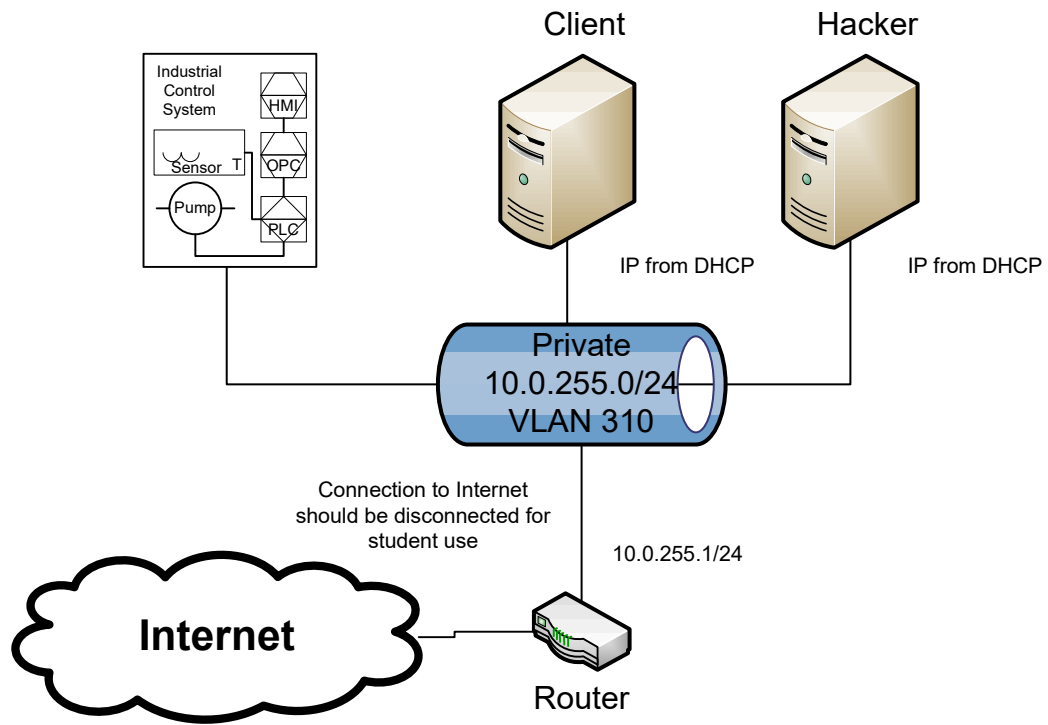 Client
Hacker
Industrial
Control
System
HMI
Sensor T
OPC
Pump
PLC
IP from DHCP
IP from DHCP
Private
10.0.255.0/24
VLAN 310
Connection to Internet
should be disconnected for
student use
10.0.255.1/24
Internet
Router